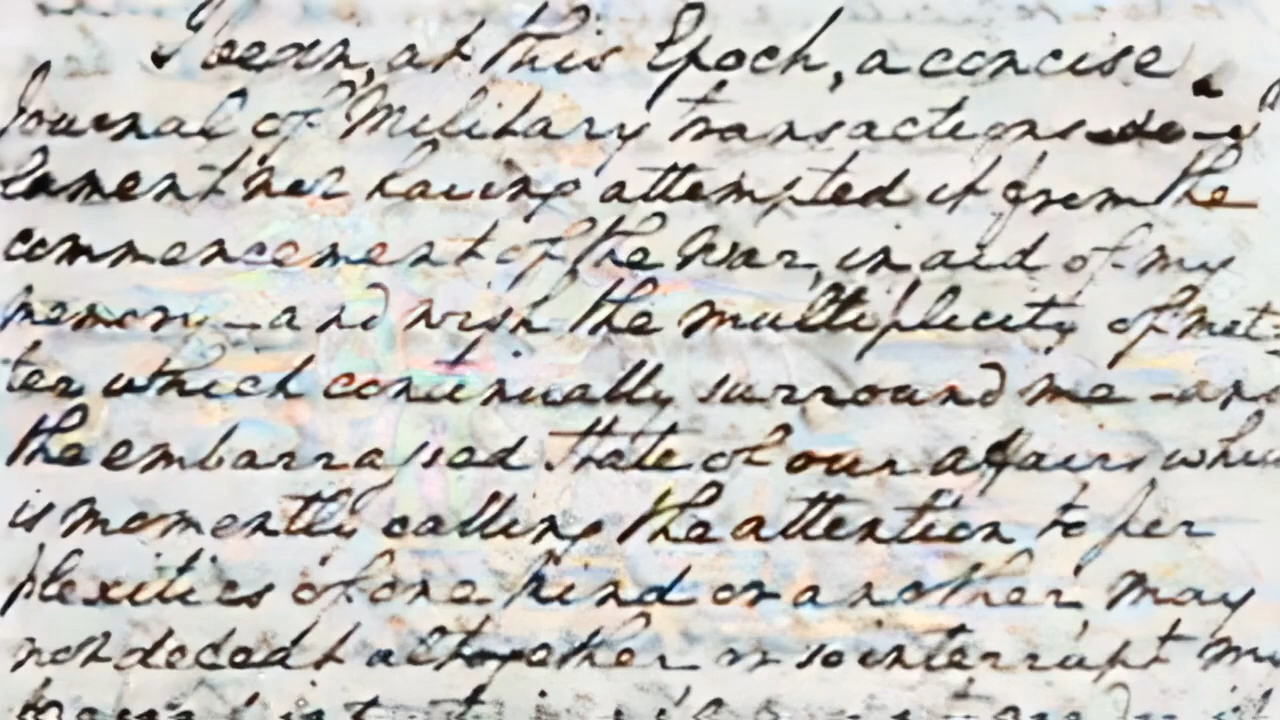 I begin, at this Epoch, a concise
Journal of Military transactions &c. I
lament not having attempted it from the
commencement of the War, in aid of my
memory - and wish the multiplicity of mat-
ter which continually surround me - and
the embarrassed State of our affairs which
is momently calling the attention to per
plexities of one kind or another, may
not defeat altogether or so interrupt my